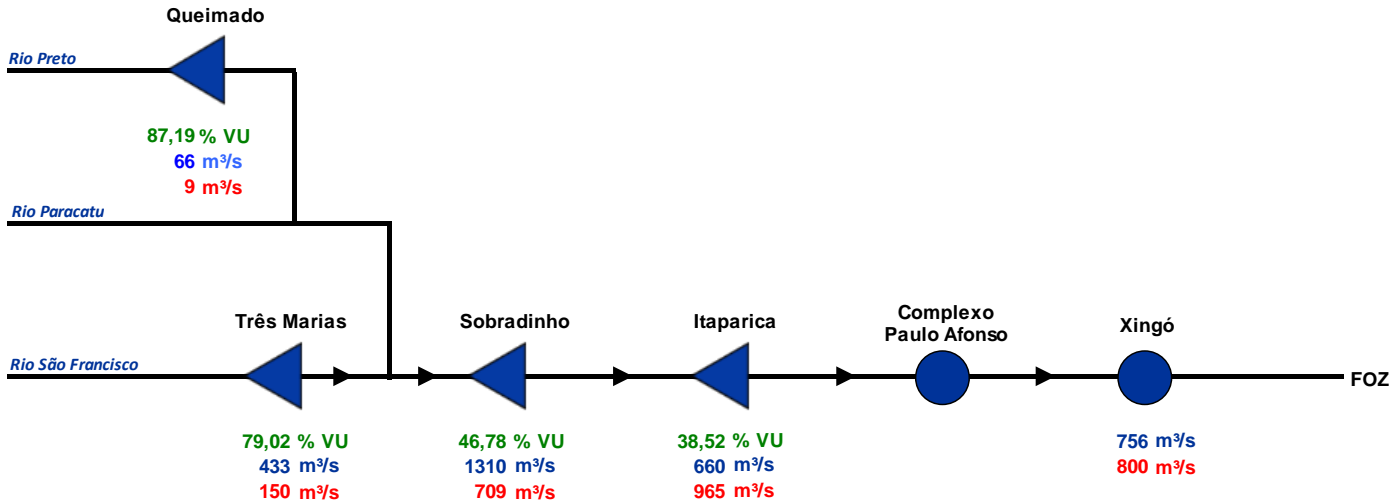 Queimado
Rio Preto
87,19 % VU
66 m³/s
9 m³/s
Rio Paracatu
Três Marias
Sobradinho
Itaparica
Complexo
Paulo Afonso
Xingó
Rio São Francisco
FOZ
79,02 % VU
433 m³/s
150 m³/s
46,78 % VU
1310 m³/s
709 m³/s
38,52 % VU
660 m³/s
965 m³/s
756 m³/s
800 m³/s